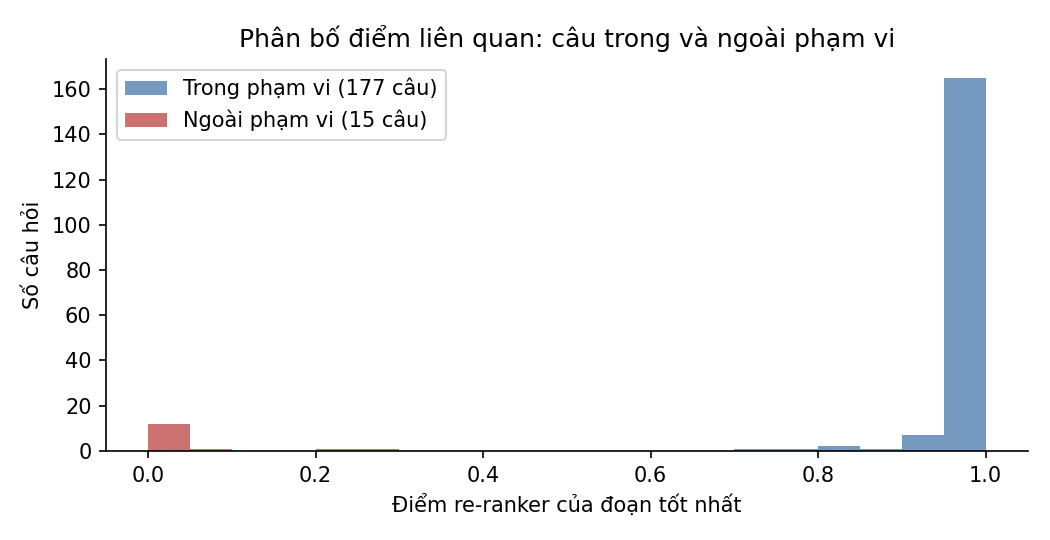 Phân bố điểm liên quan: câu trong và ngoài phạm vi
Trong phạm vi (177 câu)
Ngoài phạm vi (15 câu)
Số câu hỏi
160
140
120
100
80
60
40
20
0
0.0 0.2 0.4 0.6 0.8 1.0
Điểm re-ranker của đoạn tốt nhất